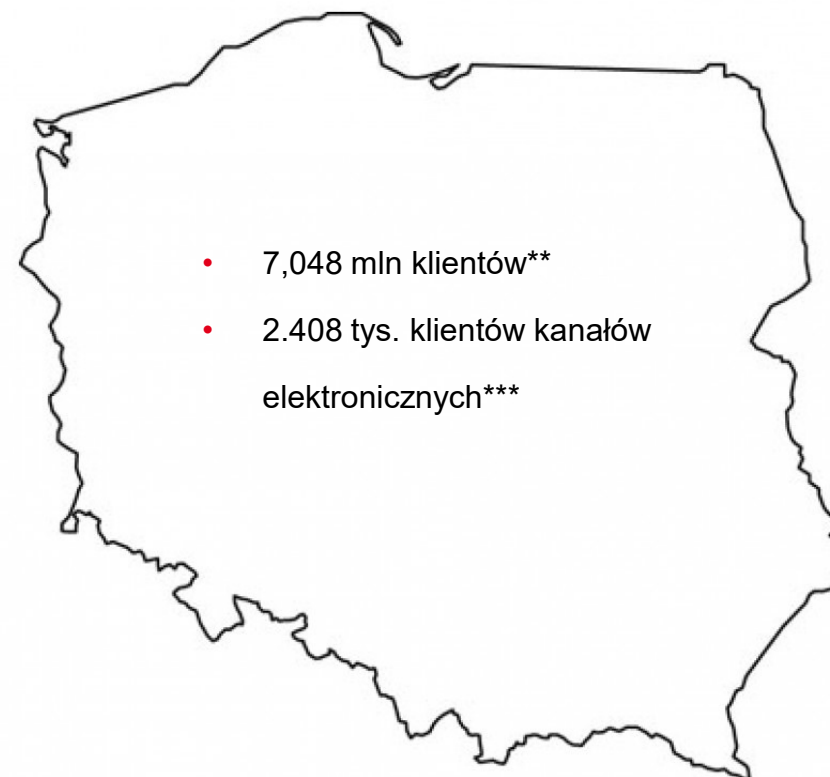 • 7,048 mln klientów**
• 2.408 tys. klientów kanałów
elektronicznych***